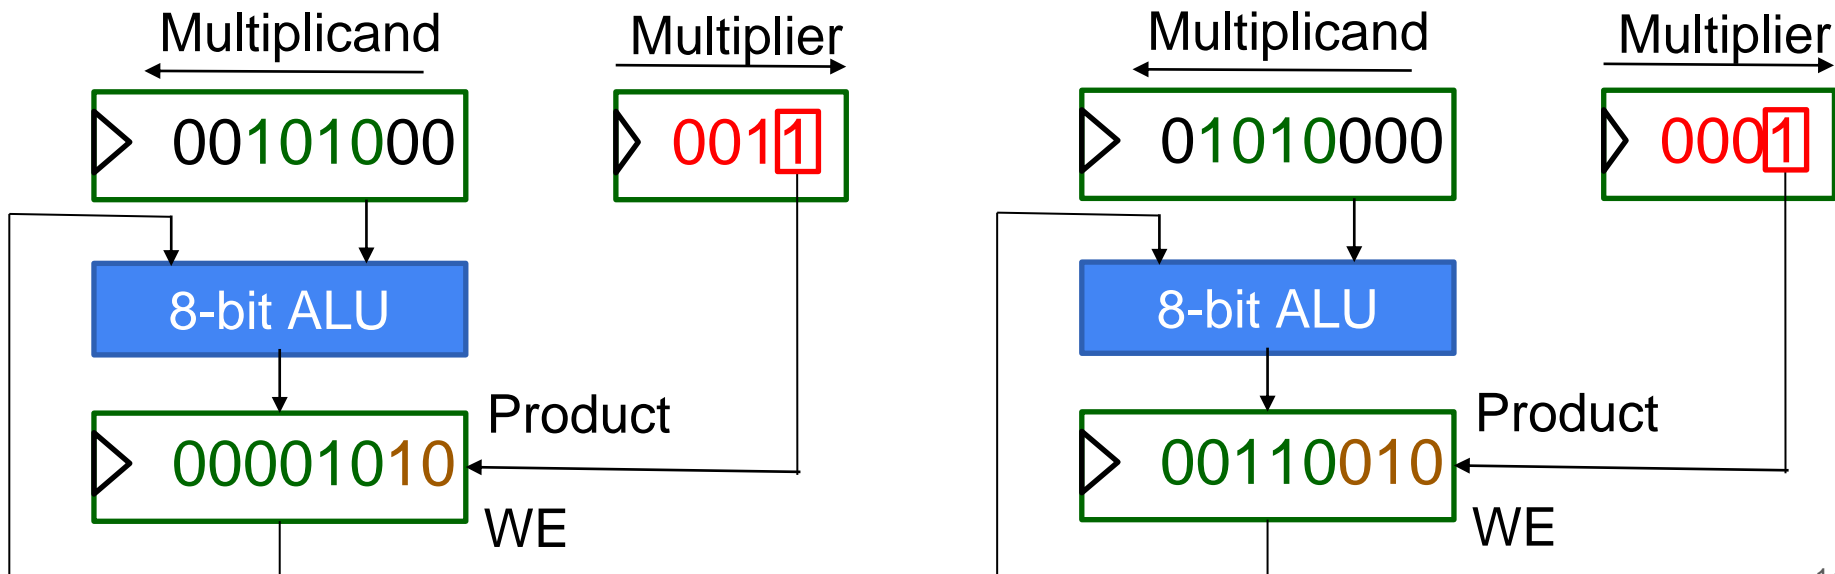 Multiplicand
Multiplier
00101000
0011
8-bit ALU
Product
00001010
WE
Multiplicand
Multiplier
01010000
0001
8-bit ALU
Product
00110010
WE